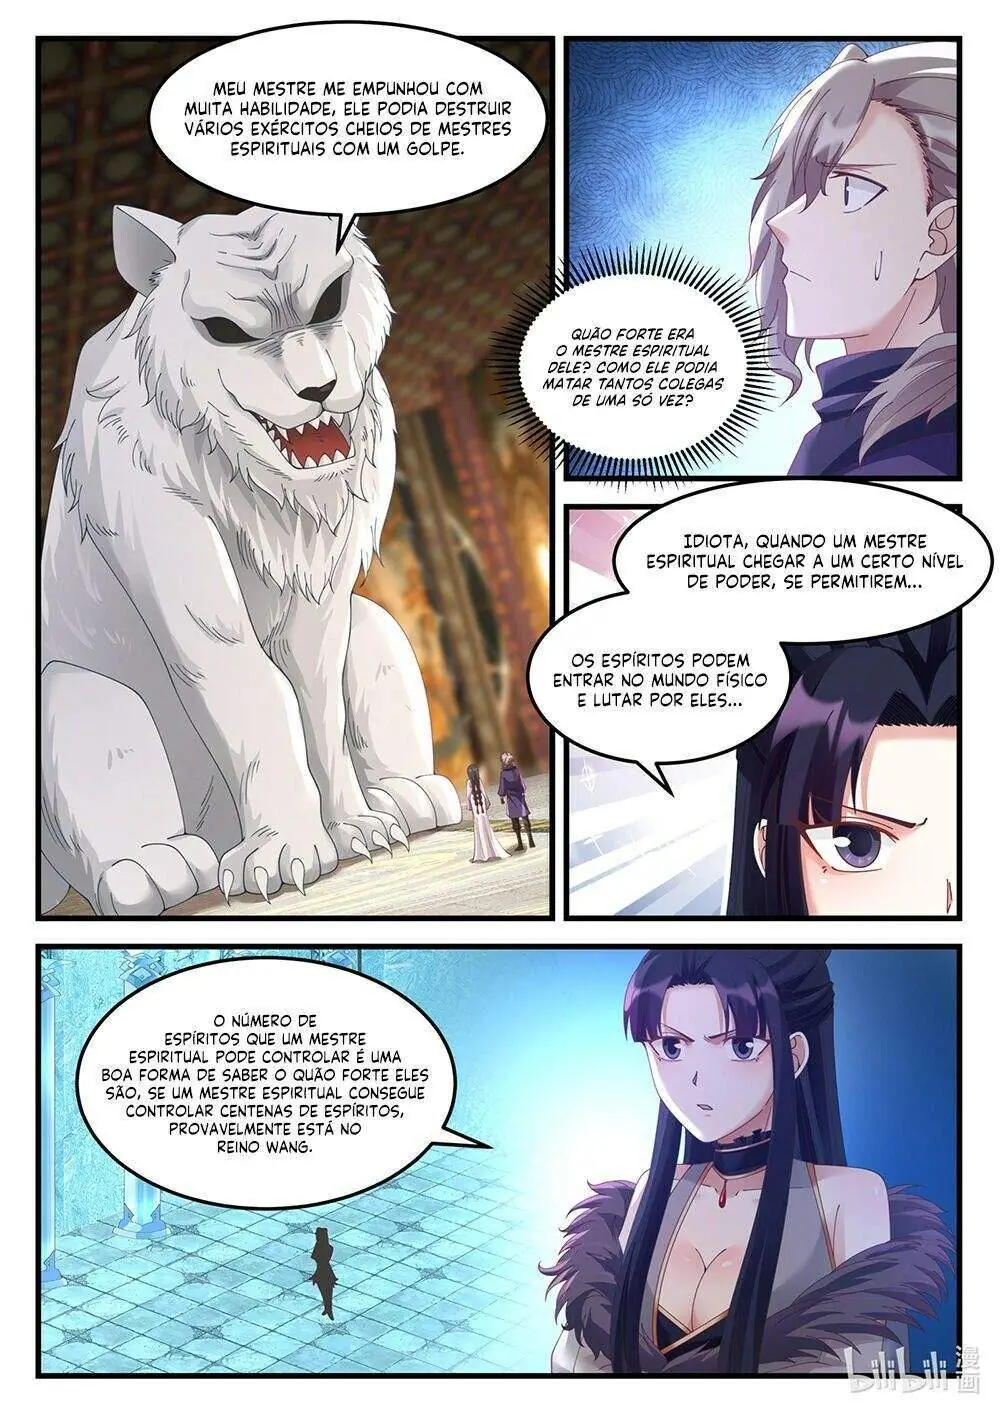 MEU MESTRE ME EMPUNHOU COM
MUITA HABILIDADE, ELE PODIA DESTRUIR
VÁRIOS EXÉRCITOS CHEIOS DE MESTRES
ESPIRITUAIS COM UM GOLPE.
QUÃO FORTE ERA
O MESTRE ESPIRITUAL
DELE? COMO ELE PODIA
MATAR TANTOS COLEGAS
DE UMA SÓ VEZ?
IDIOTA, QUANDO UM MESTRE
ESPIRITUAL CHEGAR A UM CERTO NÍVEL
DE PODER, SE PERMITIREM...
OS ESPÍRITOS PODEM
ENTRAR NO MUNDO FÍSICO
E LUTAR POR ELES...
O NÚMERO DE
ESPÍRITOS QUE UM MESTRE
ESPIRITUAL PODE CONTROLAR É UMA
BOA FORMA DE SABER O QUÃO FORTE ELES
SÃO, SE UM MESTRE ESPIRITUAL CONSEGUE
CONTROLAR CENTENAS DE ESPÍRITOS,
PROVAVELMENTE ESTÁ NO
REINO WANG.
bilibili 漫画